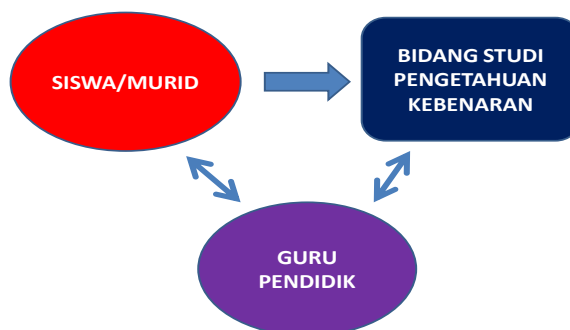 SISWA/MURID
BIDANG STUDI
PENGETAHUAN
KEBENARAN
GURU
PENDIDIK